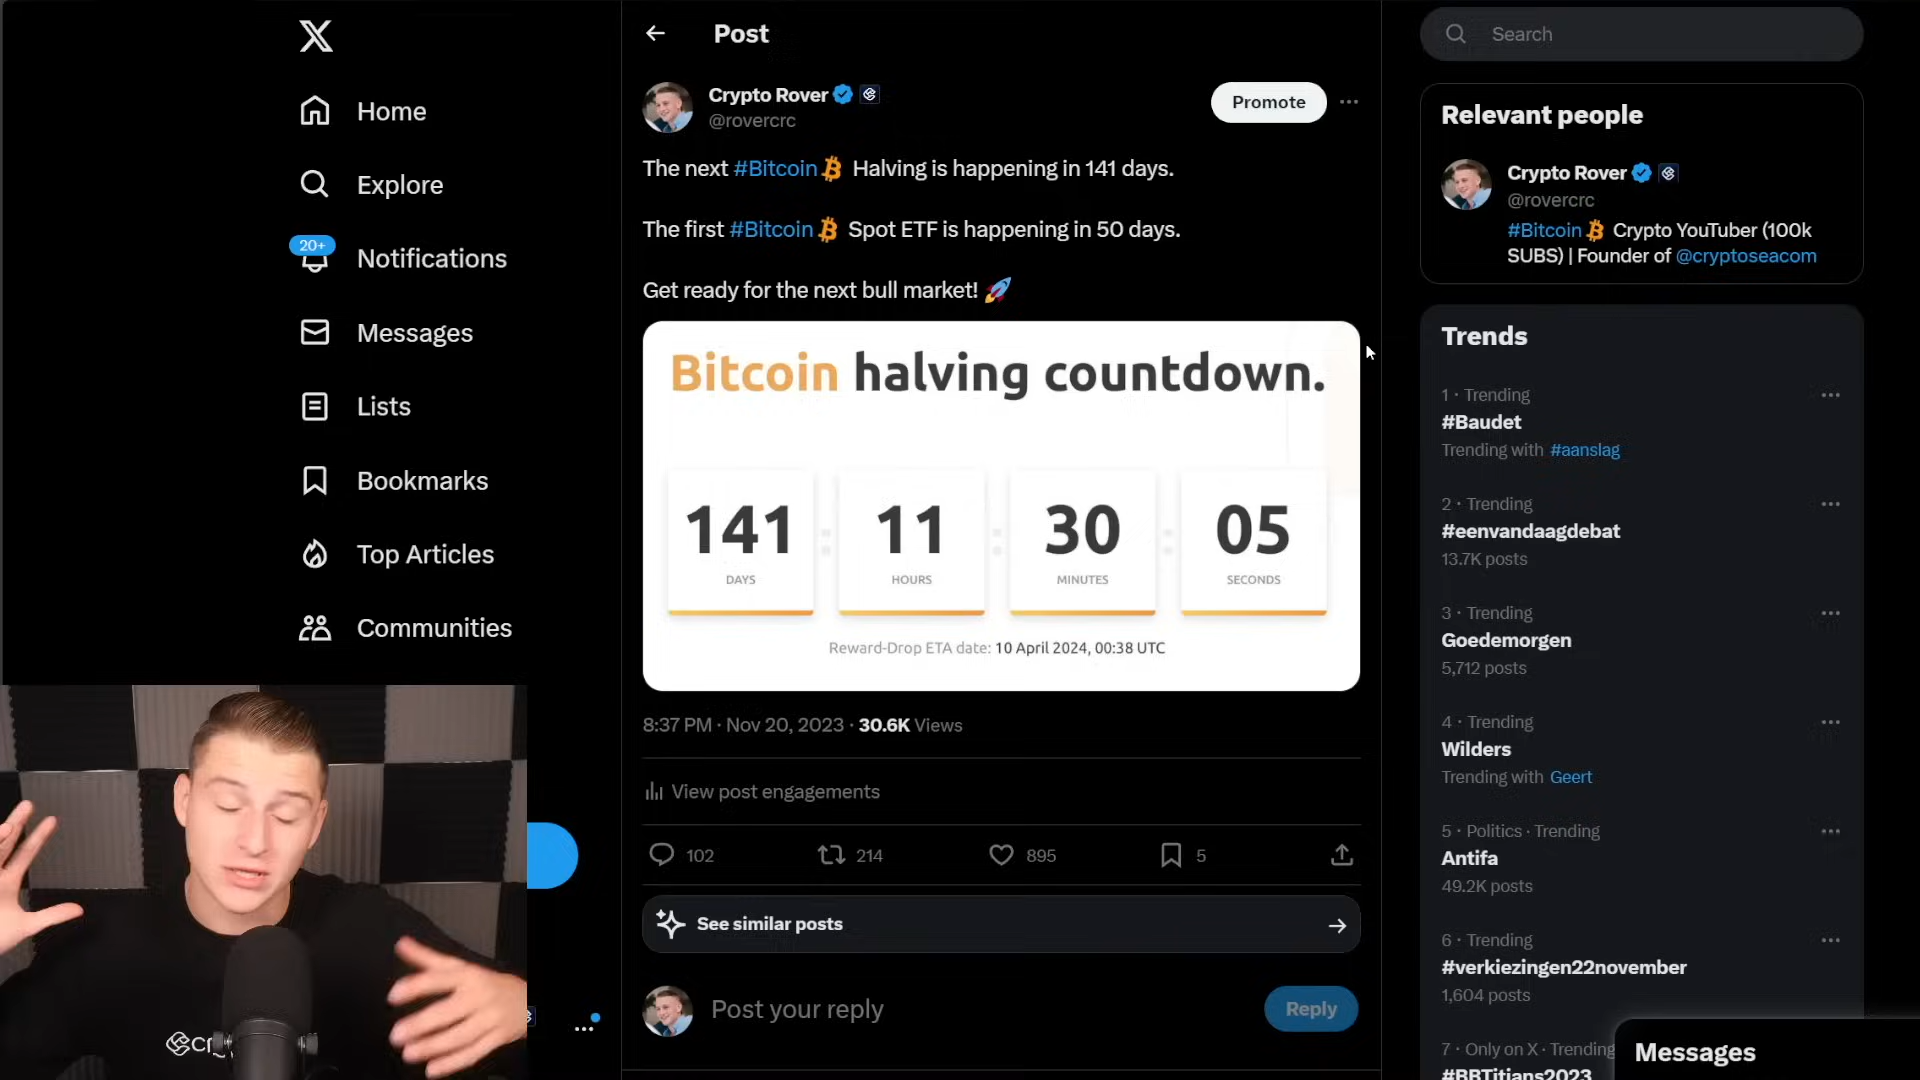 Home
Explore
20+
Notifications
Messages
Lists
Bookmarks
Top Articles
Communities
Post
Crypto Rover
@rovercrc
Promote
The next #Bitcoin Halving is happening in 141 days.
The first #Bitcoin Spot ETF is happening in 50 days.
Get ready for the next bull market! 🚀
Bitcoin halving countdown.
141 : 11 : 30 : 05
DAYS HOURS MINUTES SECONDS
Reward-Drop ETA date: 10 April 2024, 00:38 UTC
8:37 PM · Nov 20, 2023 · 30.6K Views
View post engagements
102 214 895 5
See similar posts
Post your reply
Reply
Search
Relevant people
Crypto Rover
@rovercrc
#Bitcoin Crypto YouTuber (100k
SUBS) | Founder of @cryptoseacom
Trends
1 · Trending
#Baudet
Trending with #aanslag
2 · Trending
#eenvandaagdebat
13.7K posts
3 · Trending
Goedemorgen
5,712 posts
4 · Trending
Wilders
Trending with Geert
5 · Politics · Trending
Antifa
49.2K posts
6 · Trending
#verkiezingen22november
1,604 posts
7 · Only on X · Trending
#BBTitians2023
Messages